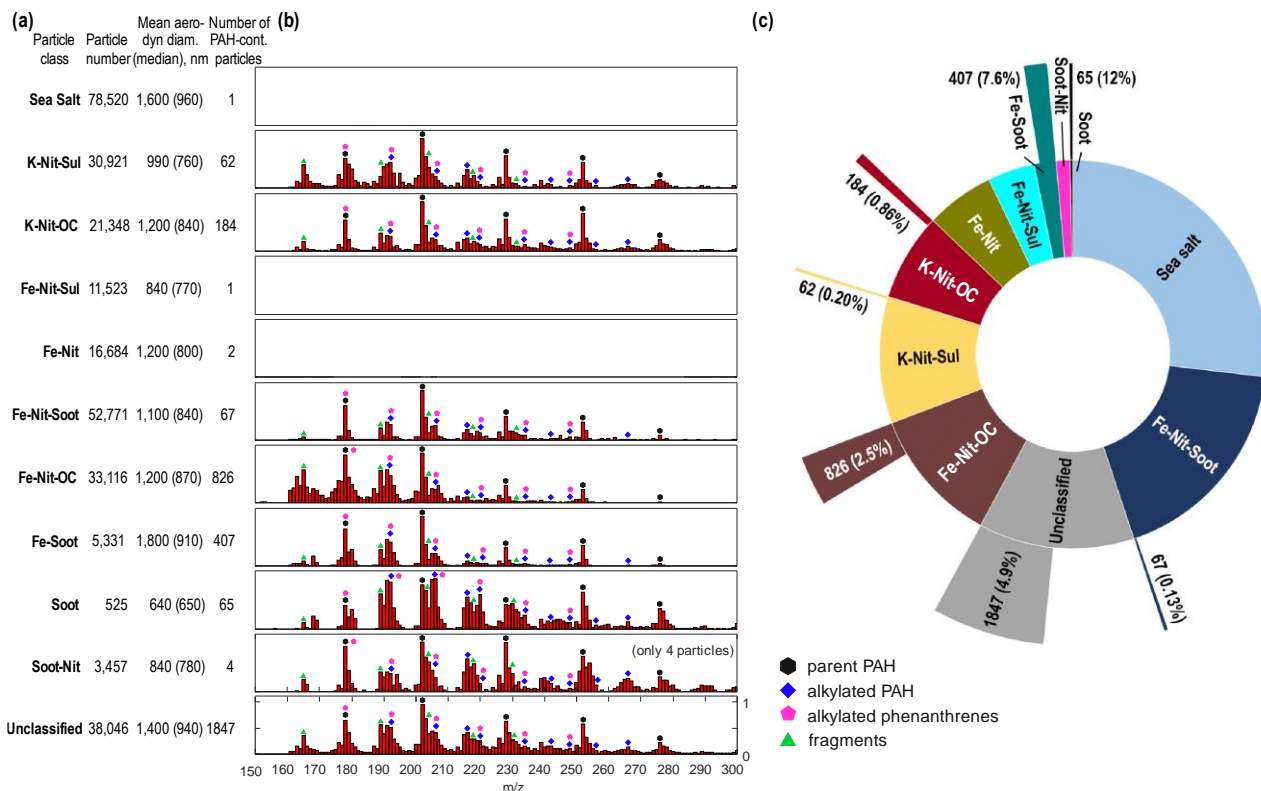 (a)
Particle class
Particle number
Mean aero-
dyn diam.
(median), nm
Number of
PAH-cont.
particles
(b)
Sea Salt 78,520 1,600 (960) 1
K-Nit-Sul 30,921 990 (760) 62
K-Nit-OC 21,348 1,200 (840) 184
Fe-Nit-Sul 11,523 840 (770) 1
Fe-Nit 16,684 1,200 (800) 2
Fe-Nit-Soot 52,771 1,100 (840) 67
Fe-Nit-OC 33,116 1,200 (870) 826
Fe-Soot 5,331 1,800 (910) 407
Soot 525 640 (650) 65
Soot-Nit 3,457 840 (780) 4
(only 4 particles)
Unclassified 38,046 1,400 (940) 1847
1
0
150 160 170 180 190 200 210 220 230 240 250 260 270 280 290 300
m/z
(c)
407 (7.6%)
Fe-Soot
Soot-Nit
65 (12%)
Soot
184 (0.86%)
Fe-Nit
Fe-Nit-Sul
Sea salt
K-Nit-OC
62 (0.20%)
K-Nit-Sul
Fe-Nit-Soot
826 (2.5%)
Fe-Nit-OC
Unclassified
67 (0.13%)
1847 (4.9%)
parent PAH
alkylated PAH
alkylated phenanthrenes
fragments